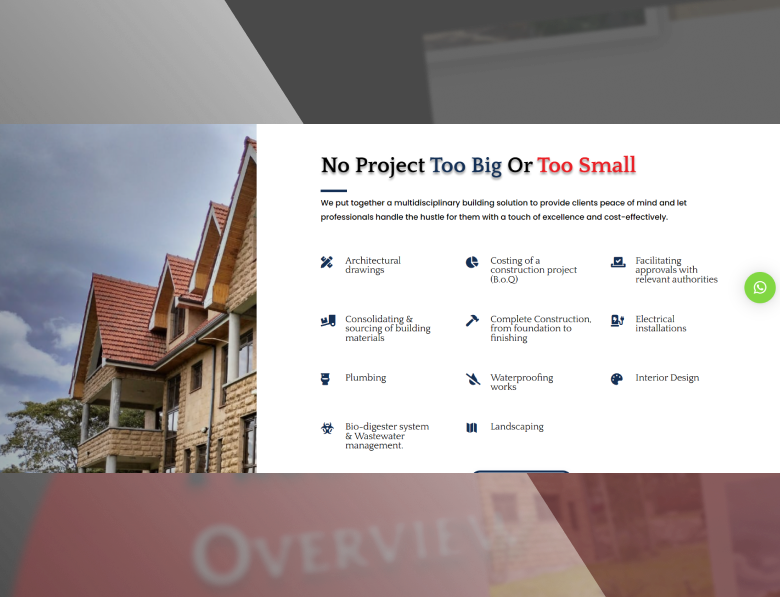 No Project Too Big Or Too Small
We put together a multidisciplinary building solution to provide clients peace of mind and let
professionals handle the hustle for them with a touch of excellence and cost-effectively.
Architectural
drawings
Costing of a
construction project
(B.o.Q)
Facilitating
approvals with
relevant authorities
Consolidating &
sourcing of building
materials
Complete Construction,
from foundation to
finishing
Electrical
installations
Plumbing
Waterproofing
works
Interior Design
Bio-digester system
& Wastewater
management.
Landscaping
OVERVIEW